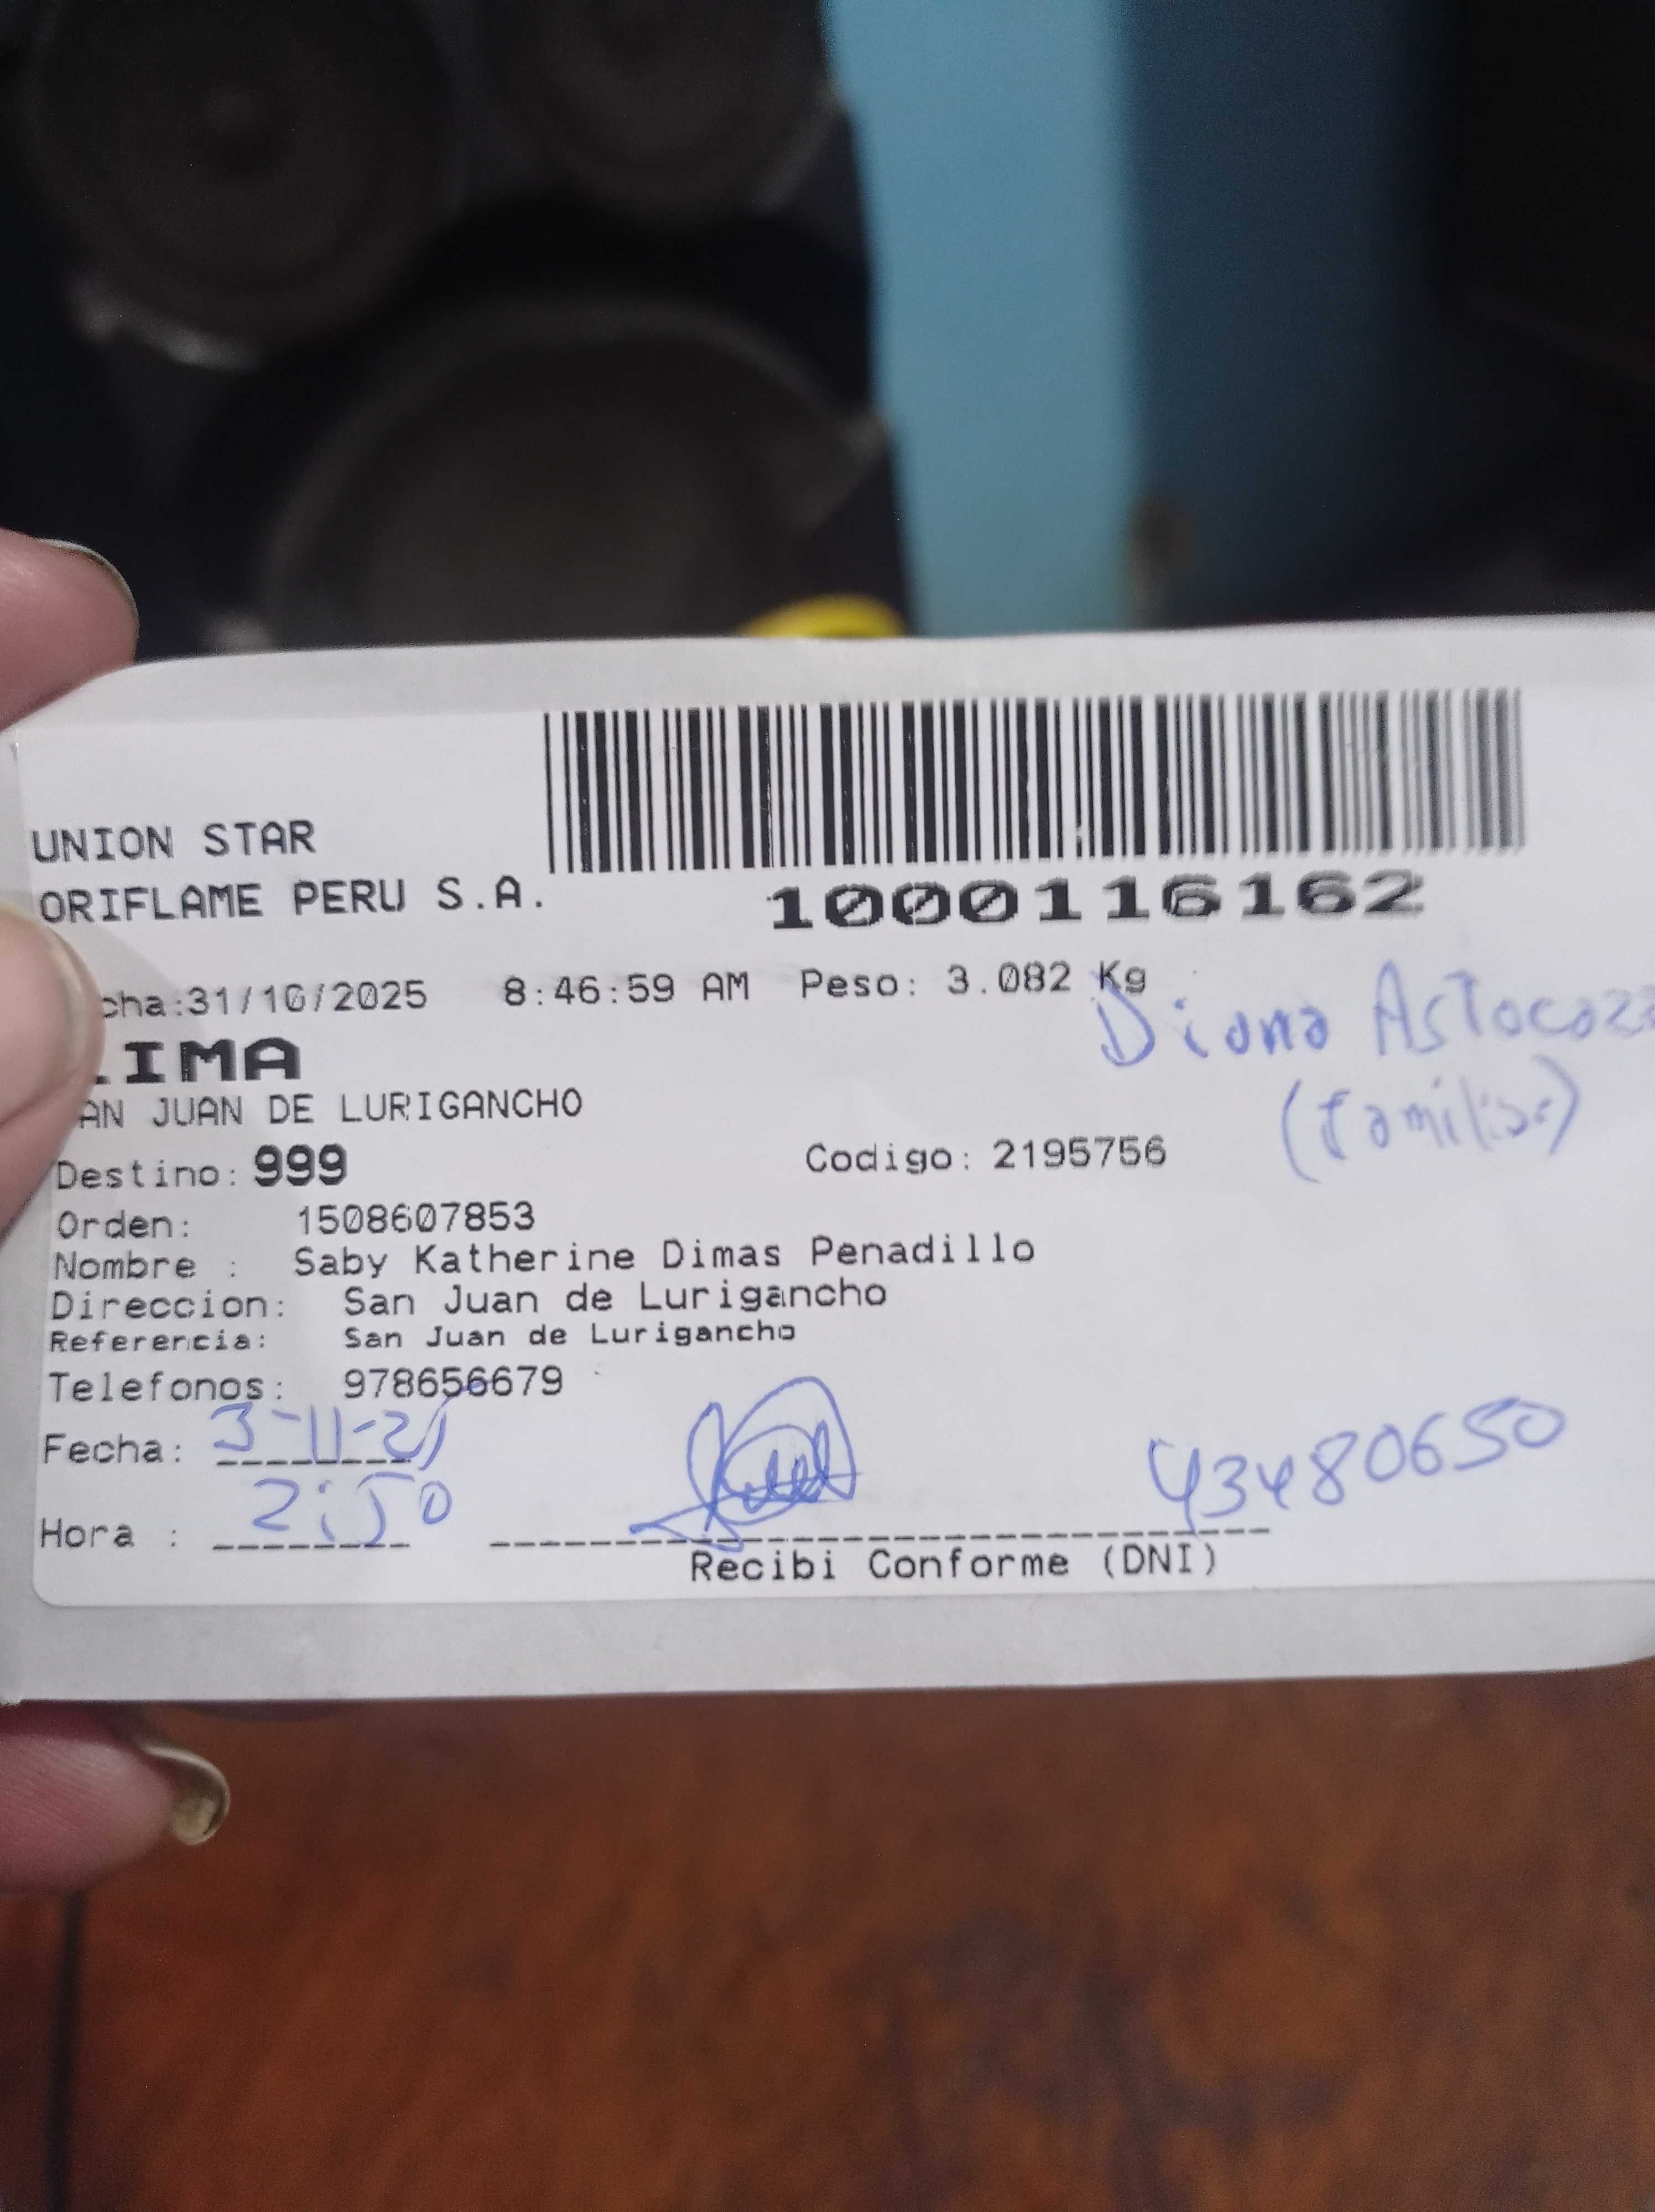 UNION STAR
ORIFLAME PERU S.A.
1000116162
cha:31/10/2025 8:46:59 AM Peso: 3.082 Kg
Diana Astocoza
IMA
(familiar)
AN JUAN DE LURIGANCHO
Destino: 999 Codigo: 2195756
Orden: 1508607853
Nombre : Saby Katherine Dimas Penadillo
Direccion: San Juan de Lurigancho
Referencia: San Juan de Lurigancho
Telefonos: 978656679
Fecha: 3-11-25
43480650
Hora : 2:50
Recibi Conforme (DNI)